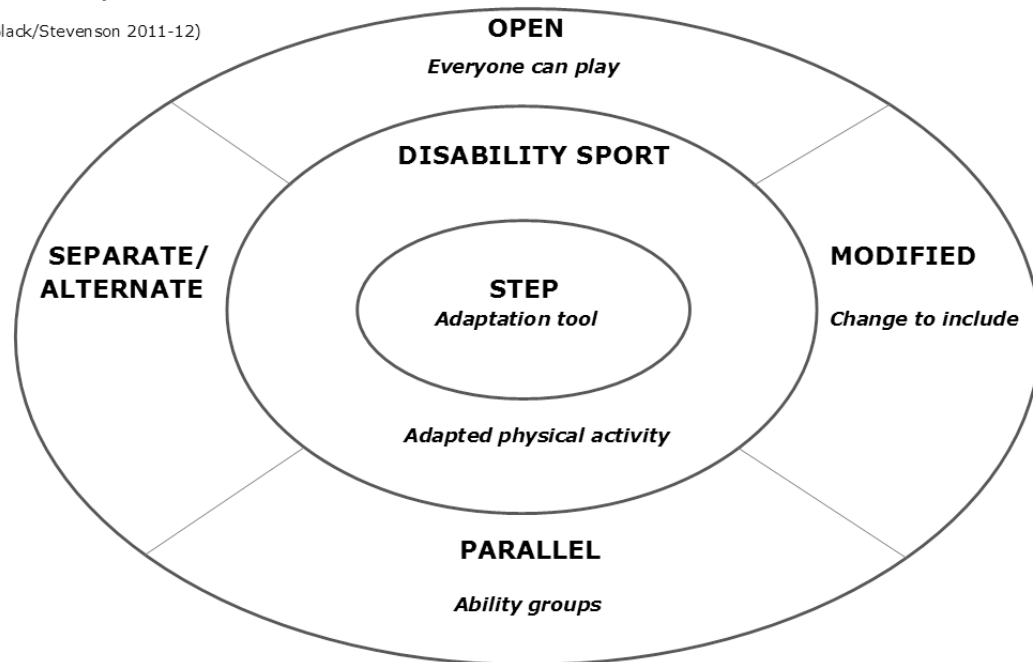 lack/Stevenson 2011-12)
OPEN
Everyone can play
DISABILITY SPORT
SEPARATE/
ALTERNATE
MODIFIED
STEP
Adaptation tool
Change to include
Adapted physical activity
PARALLEL
Ability groups